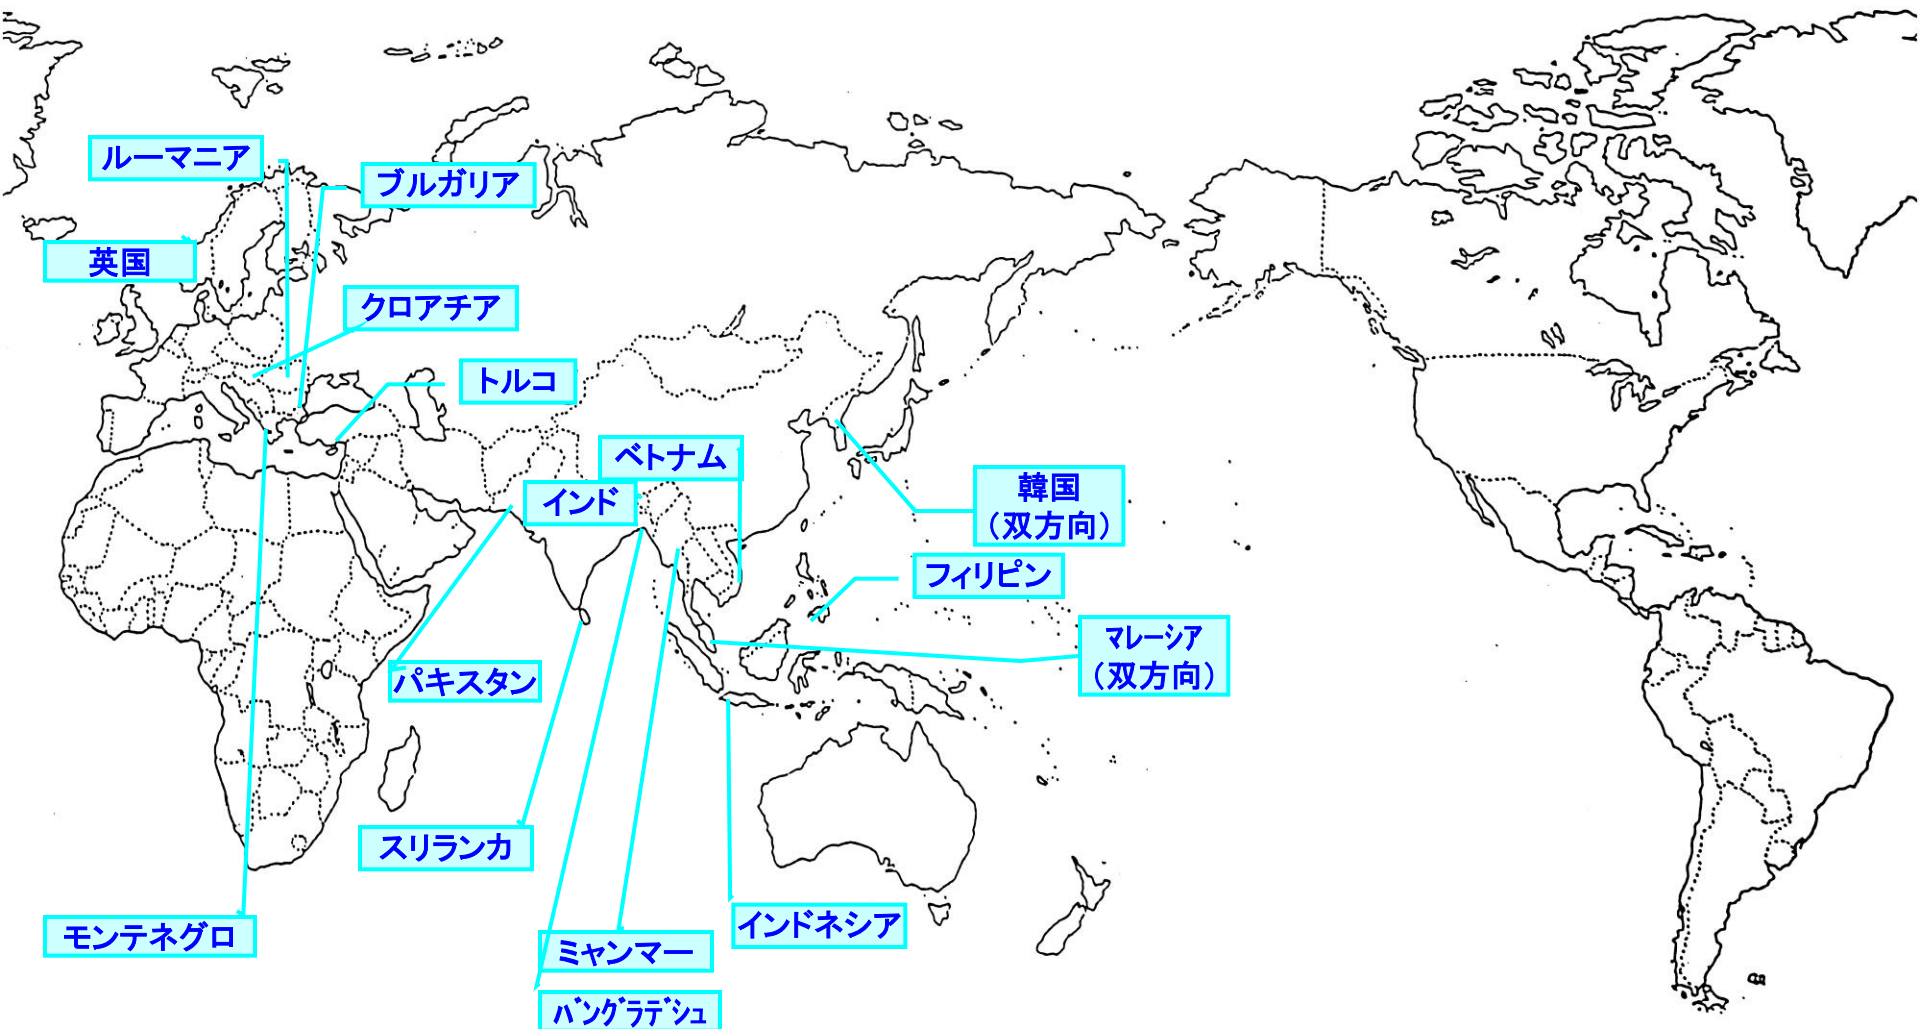 ルーマニア
ブルガリア
英国
クロアチア
トルコ
ベトナム
インド
韓国
（双方向）
フィリピン
マレーシア
（双方向）
パキスタン
スリランカ
インドネシア
モンテネグロ
ミャンマー
バングラデシュ